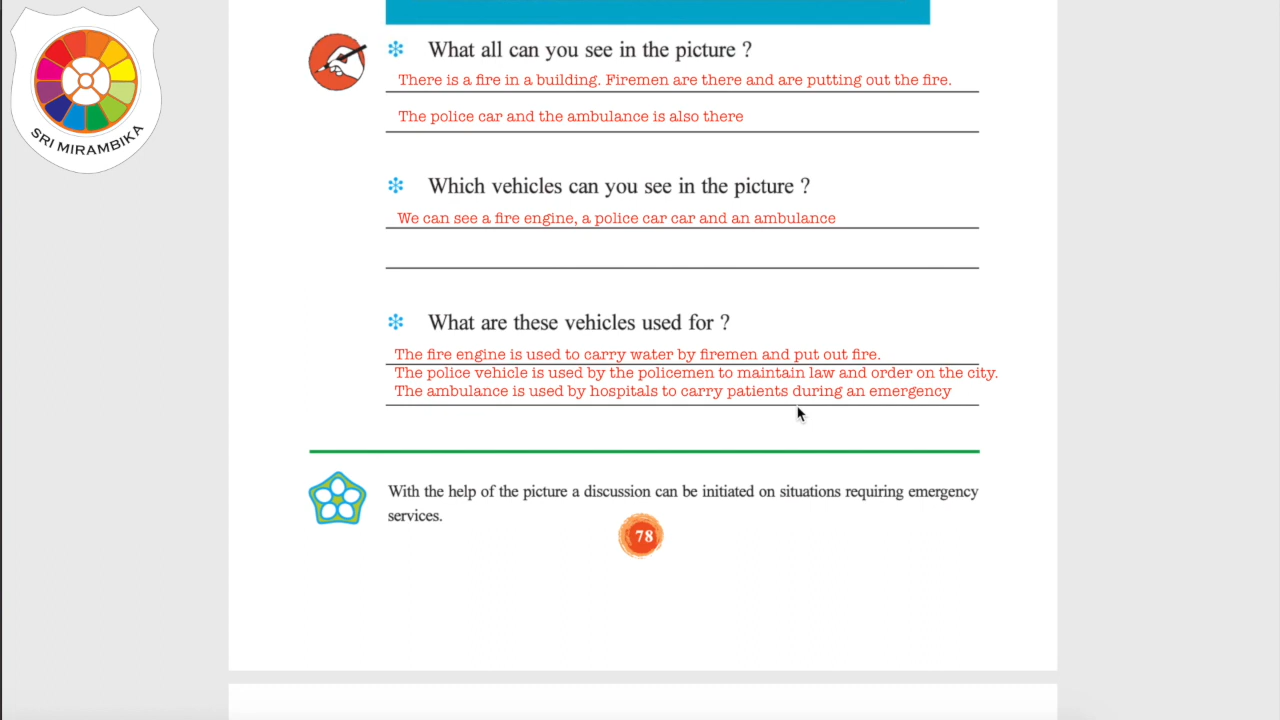 SRI MIRAMBIKA
What all can you see in the picture ?
There is a fire in a building. Firemen are there and are putting out the fire.
The police car and the ambulance is also there
Which vehicles can you see in the picture ?
We can see a fire engine, a police car car and an ambulance
What are these vehicles used for ?
The fire engine is used to carry water by firemen and put out fire.
The police vehicle is used by the policemen to maintain law and order on the city.
The ambulance is used by hospitals to carry patients during an emergency
With the help of the picture a discussion can be initiated on situations requiring emergency
services.
78